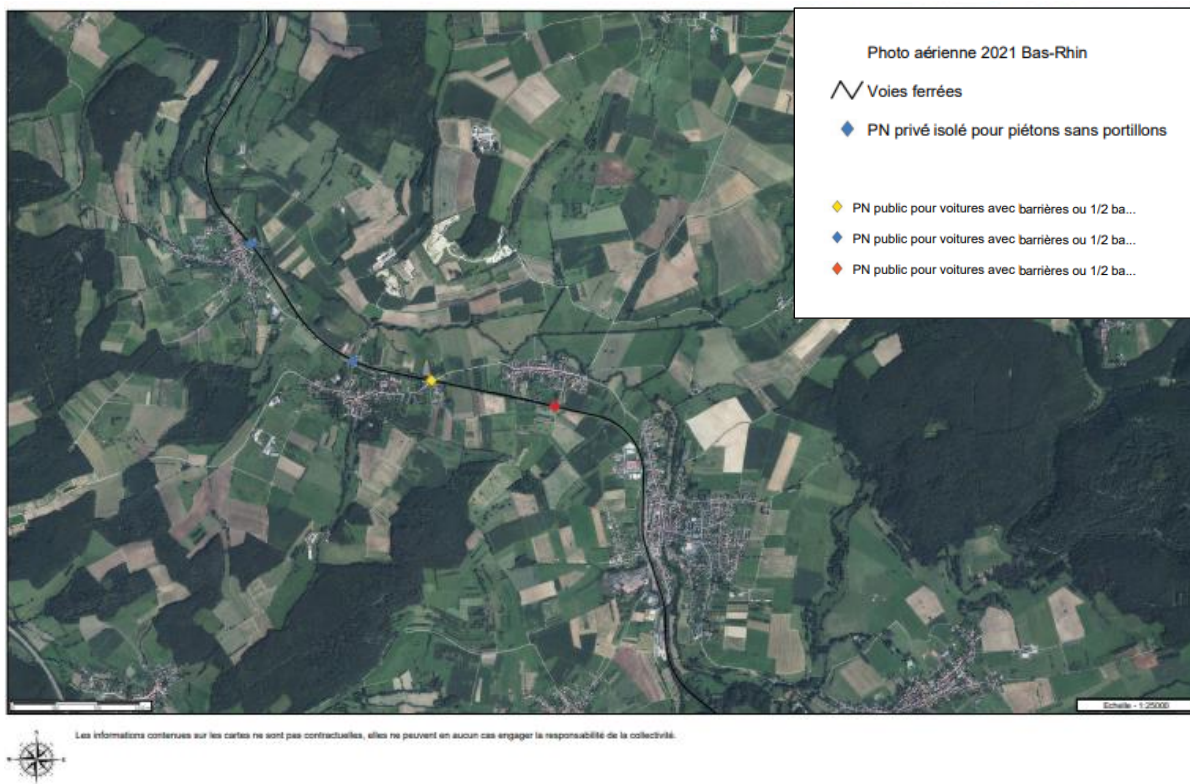 Photo aérienne 2021 Bas-Rhin
Voies ferrées
PN privé isolé pour piétons sans portillons
PN public pour voitures avec barrières ou 1/2 ba...
PN public pour voitures avec barrières ou 1/2 ba...
PN public pour voitures avec barrières ou 1/2 ba...
Echelle - 1:25000
Les informations contenues sur les cartes ne sont pas contractuelles, elles ne peuvent en aucun cas engager la responsabilité de la collectivité.